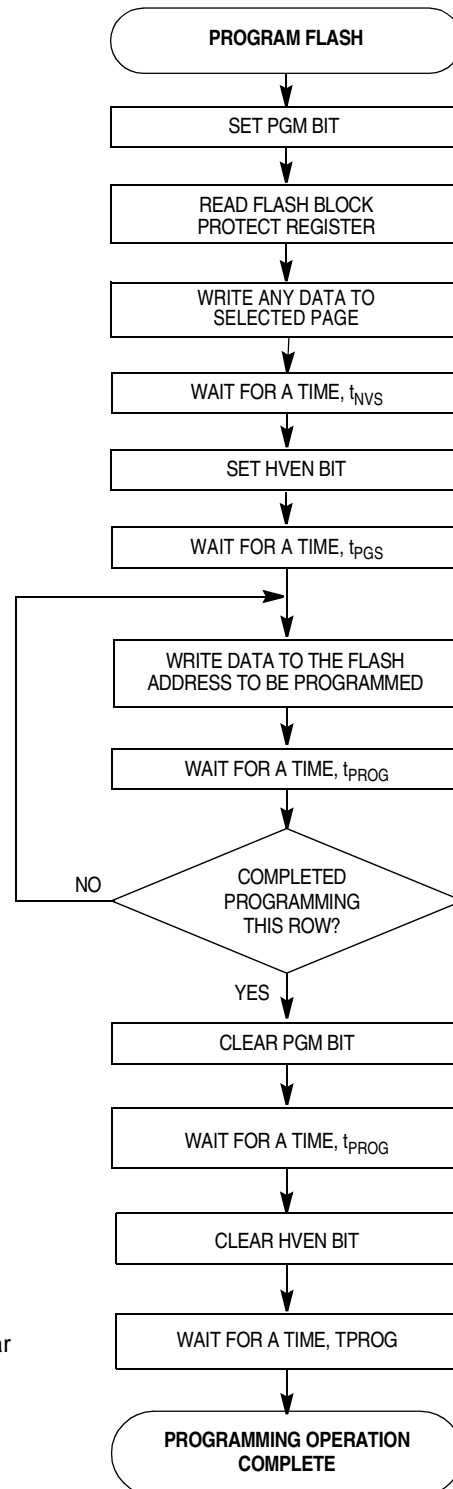 PROGRAM FLASH
SET PGM BIT
READ FLASH BLOCK
PROTECT REGISTER
WRITE ANY DATA TO
SELECTED PAGE
WAIT FOR A TIME, tNVS
SET HVEN BIT
WAIT FOR A TIME, tPGS
WRITE DATA TO THE FLASH
ADDRESS TO BE PROGRAMMED
WAIT FOR A TIME, tPROG
COMPLETED
PROGRAMMING
THIS ROW?
NO
YES
CLEAR PGM BIT
WAIT FOR A TIME, tPROG
CLEAR HVEN BIT
ar
WAIT FOR A TIME, TPROG
PROGRAMMING OPERATION
COMPLETE